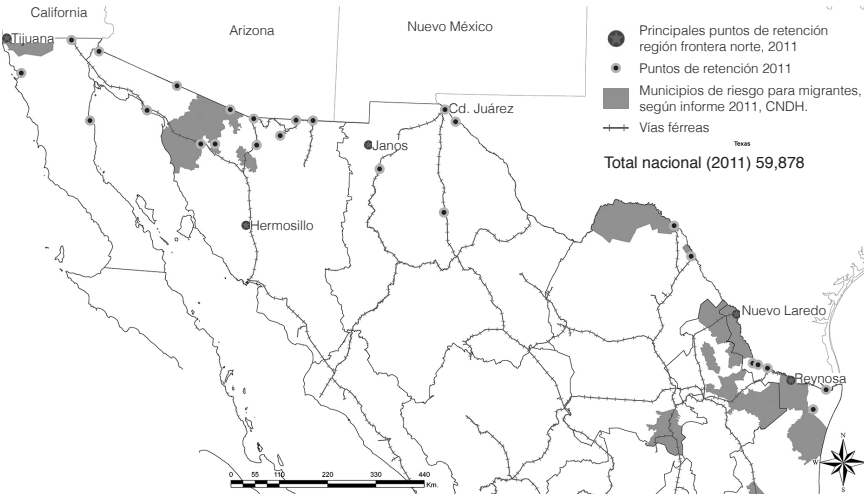 California
Arizona
Nuevo México
Principales puntos de retención
región frontera norte, 2011
Tijuana
Puntos de retención 2011
Municipios de riesgo para migrantes,
según informe 2011, CNDH.
Cd. Juárez
Vías férreas
Texas
Janos
Total nacional (2011) 59,878
Hermosillo
Nuevo Laredo
Reynosa
N
W
S
0 55 110 220 330 440
Km.